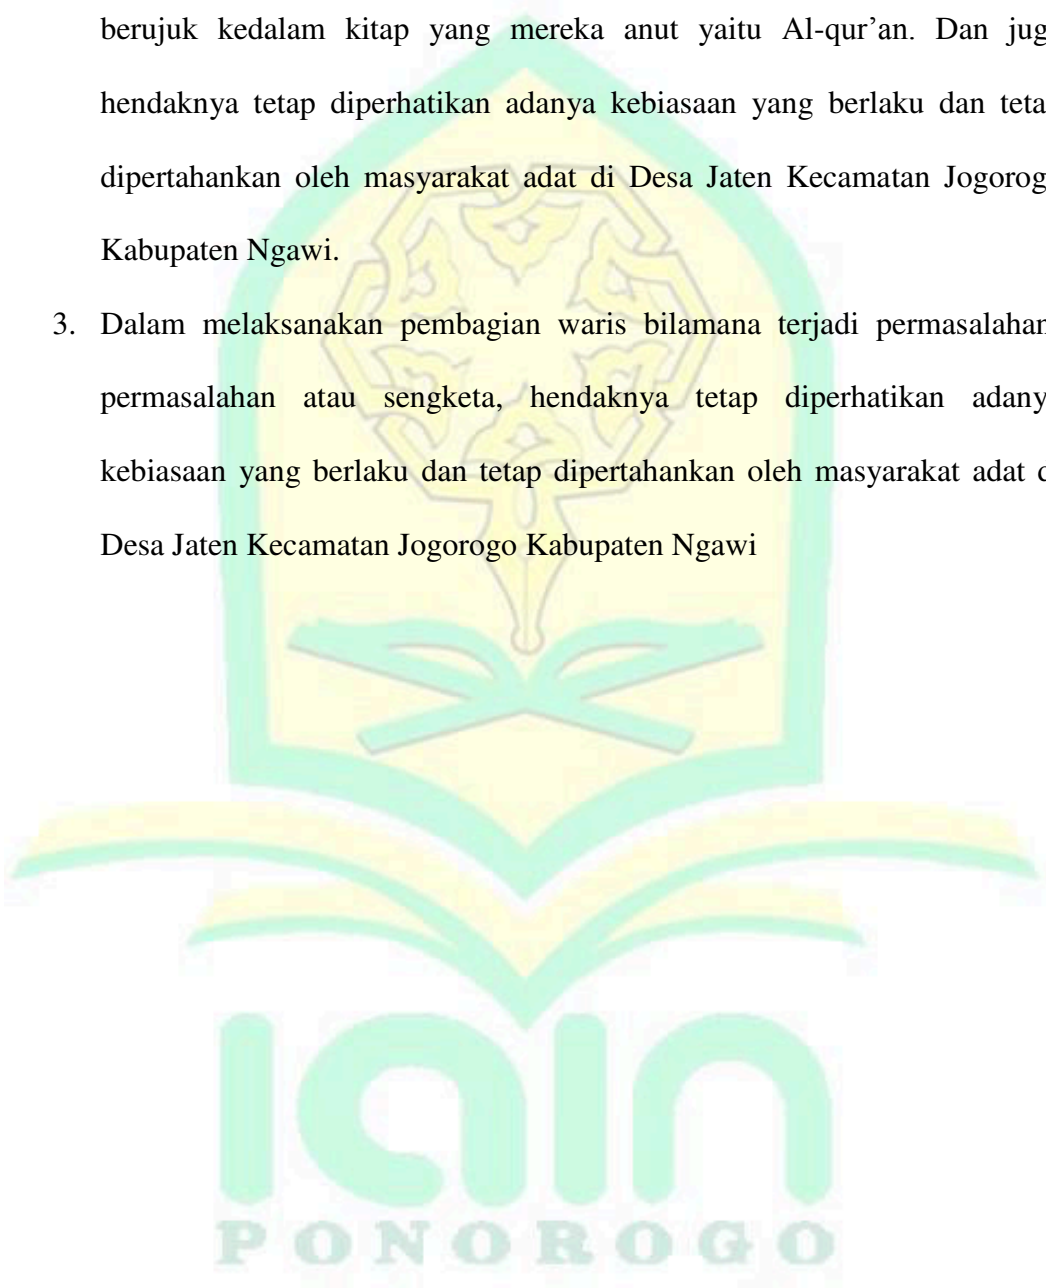 berujuk kedalam kitap yang mereka anut yaitu Al-qur’an. Dan jug
hendaknya tetap diperhatikan adanya kebiasaan yang berlaku dan teta
dipertahankan oleh masyarakat adat di Desa Jaten Kecamatan Jogorog
Kabupaten Ngawi.
3. Dalam melaksanakan pembagian waris bilamana terjadi permasalahan
permasalahan atau sengketa, hendaknya tetap diperhatikan adany
kebiasaan yang berlaku dan tetap dipertahankan oleh masyarakat adat d
Desa Jaten Kecamatan Jogorogo Kabupaten Ngawi
iain
PONOROGO